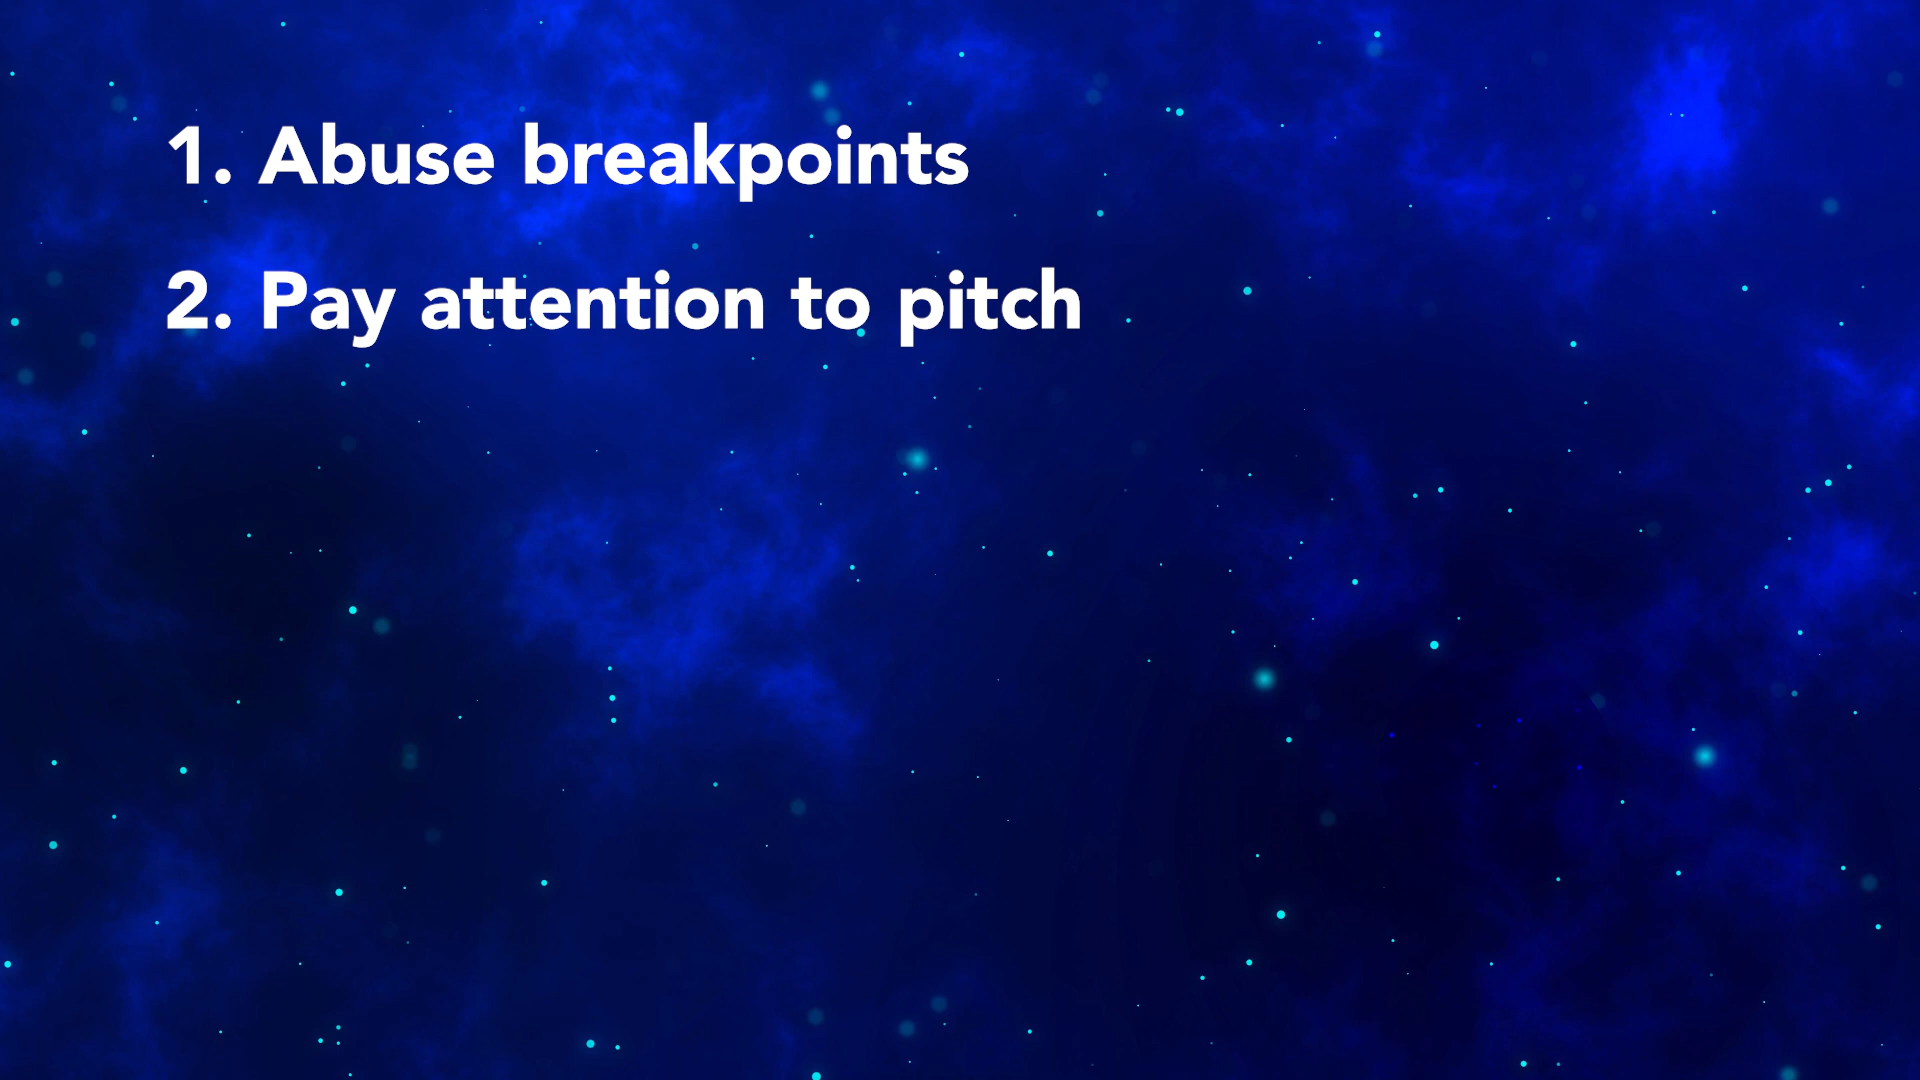 1. Abuse breakpoints
2. Pay attention to pitch